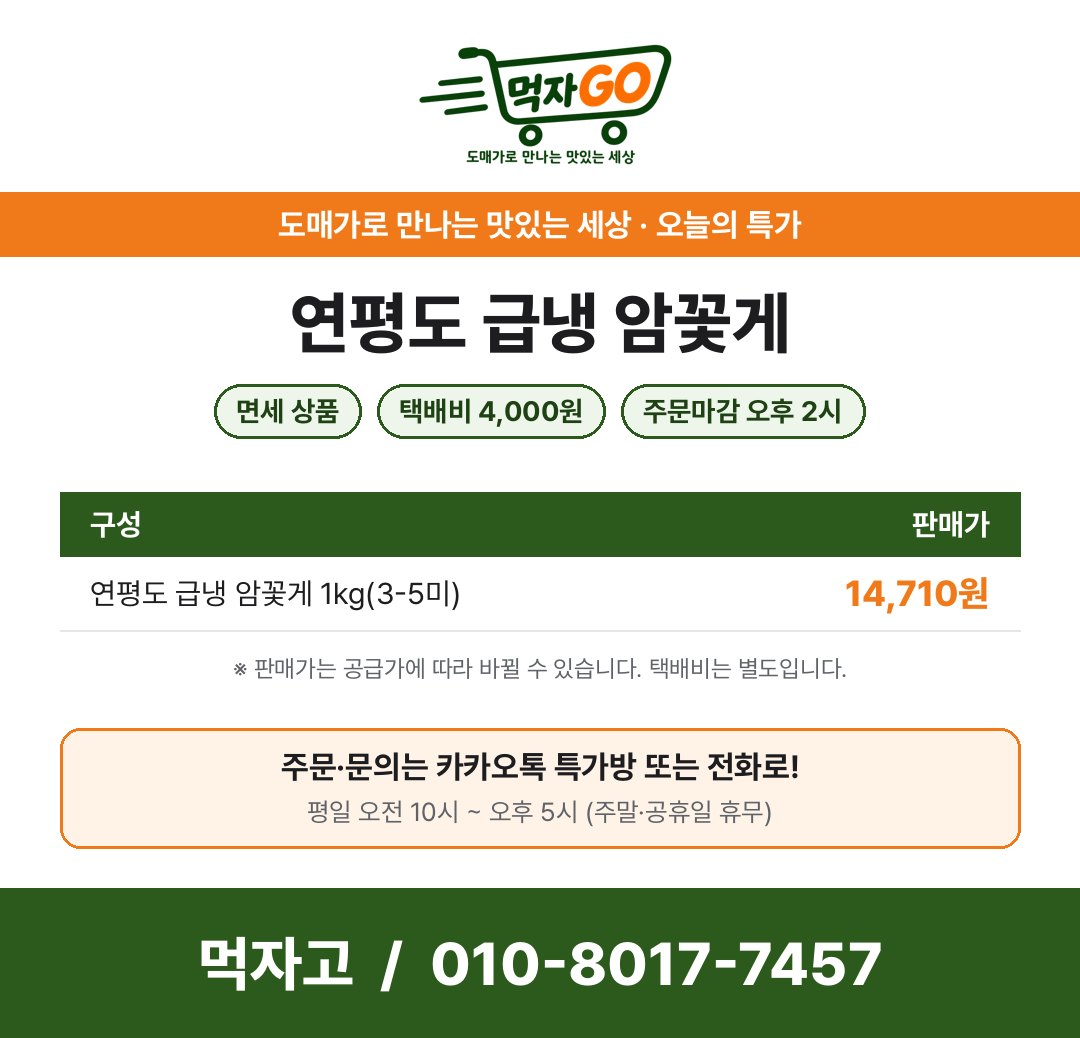 먹자GO
도매가로 만나는 맛있는 세상
도매가로 만나는 맛있는 세상 · 오늘의 특가
연평도 급냉 암꽃게
면세 상품 택배비 4,000원 주문마감 오후 2시
구성 판매가
연평도 급냉 암꽃게 1kg(3-5미) 14,710원
※ 판매가는 공급가에 따라 바뀔 수 있습니다. 택배비는 별도입니다.
주문·문의는 카카오톡 특가방 또는 전화로!
평일 오전 10시 ~ 오후 5시 (주말·공휴일 휴무)
먹자고 / 010-8017-7457